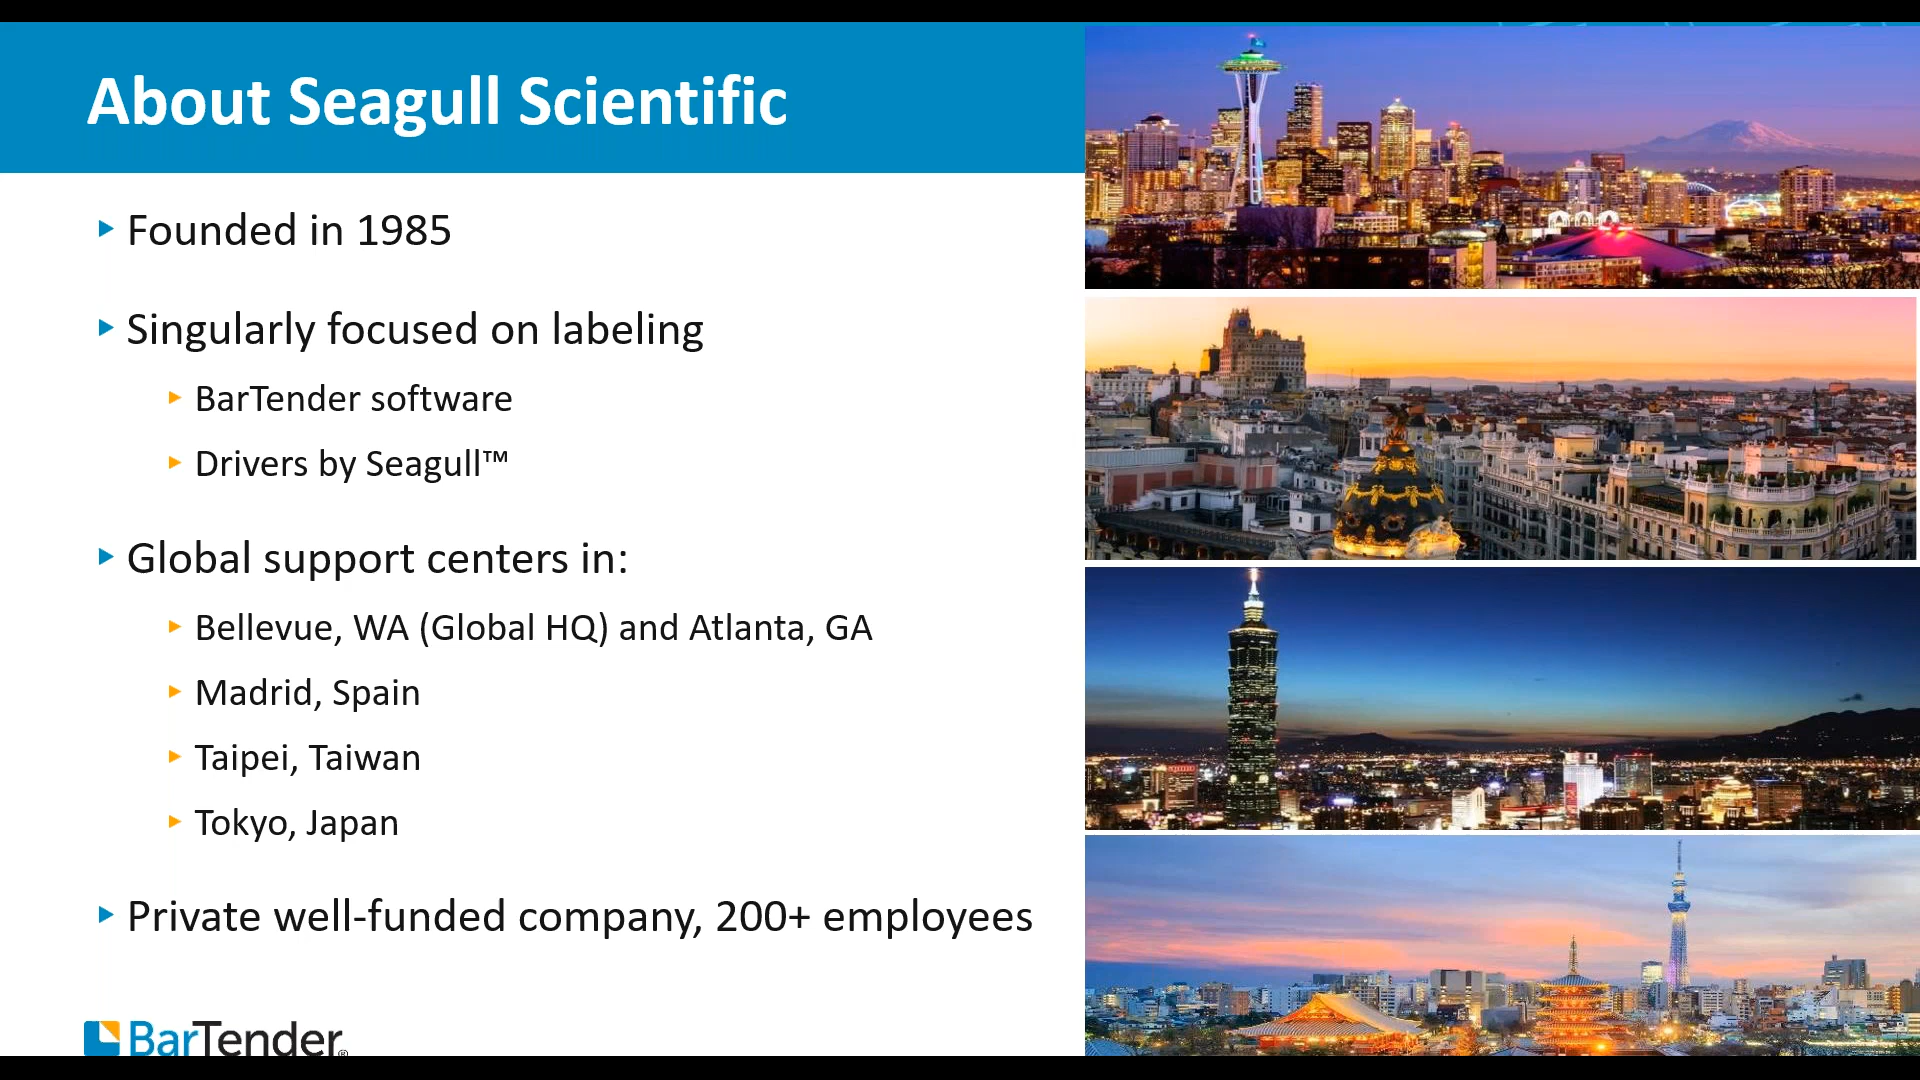 About Seagull Scientific
Founded in 1985
Singularly focused on labeling
BarTender software
Drivers by Seagull™
Global support centers in:
Bellevue, WA (Global HQ) and Atlanta, GA
Madrid, Spain
Taipei, Taiwan
Tokyo, Japan
Private well-funded company, 200+ employees
BarTender®